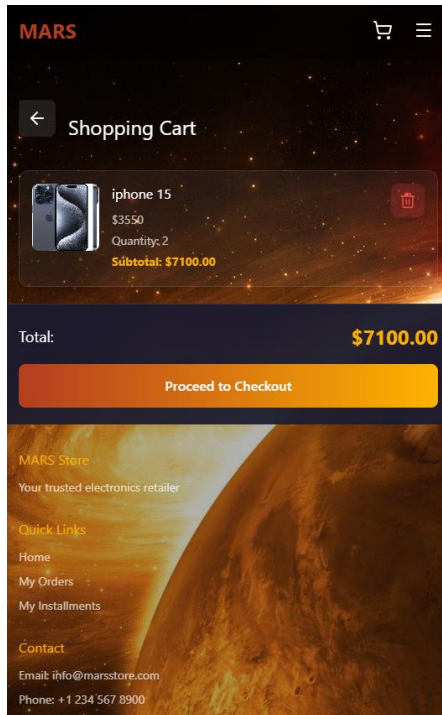 MARS
Shopping Cart
iphone 15
$3550
Quantity: 2
Subtotal: $7100.00
Total:
$7100.00
Proceed to Checkout
MARS Store
Your trusted electronics retailer
Quick Links
Home
My Orders
My Installments
Contact
Email: info@marsstore.com
Phone: +1 234 567 8900